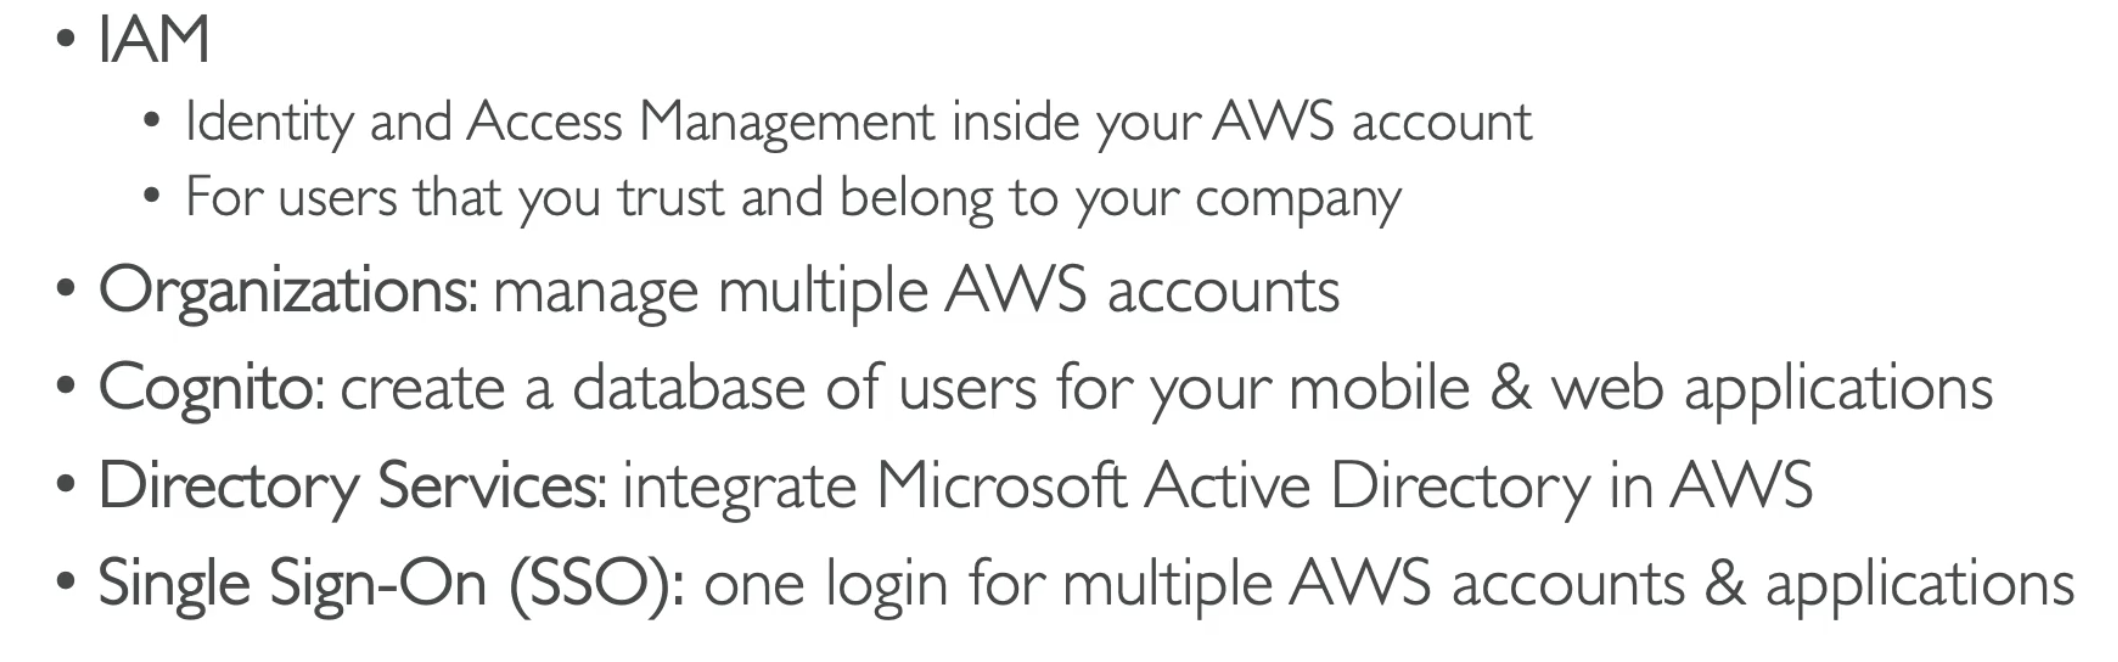 • IAM
• Identity and Access Management inside your AWS account
• For users that you trust and belong to your company
• Organizations: manage multiple AWS accounts
• Cognito: create a database of users for your mobile & web applications
• Directory Services: integrate Microsoft Active Directory in AWS
• Single Sign-On (SSO): one login for multiple AWS accounts & applications